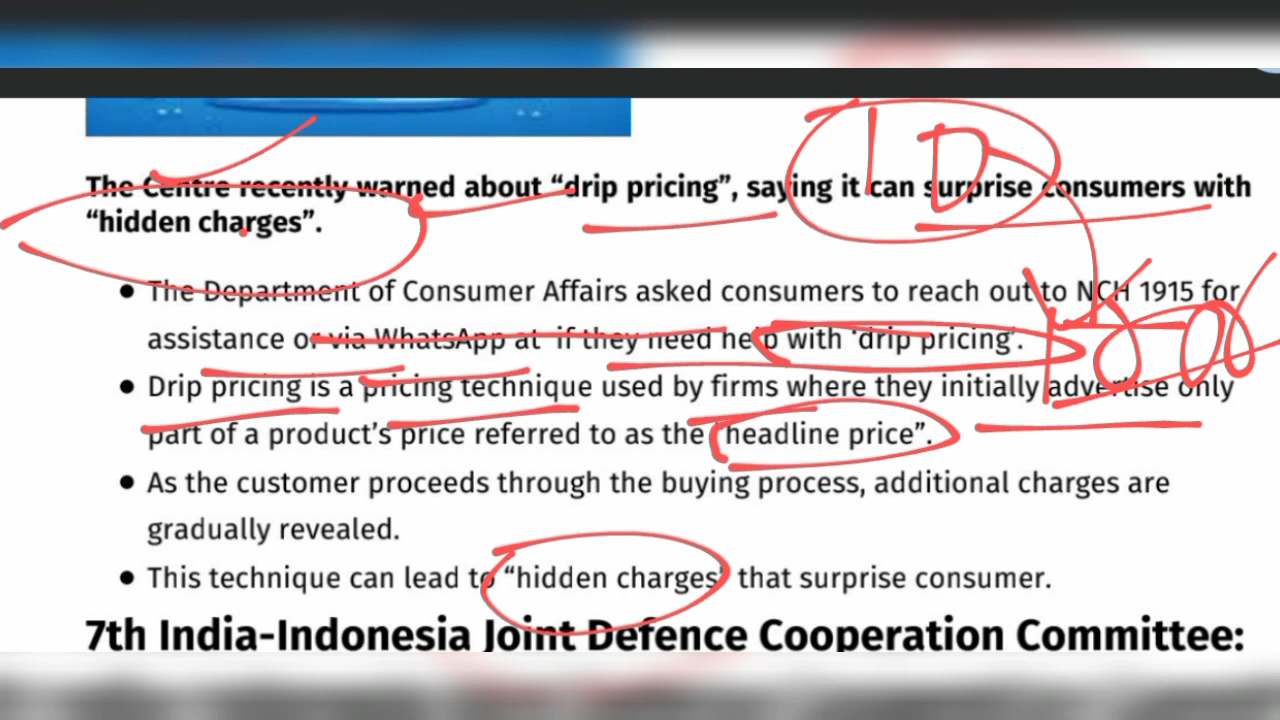 The Centre recently warned about “drip pricing”, saying it can surprise consumers with
“hidden charges”.
● The Department of Consumer Affairs asked consumers to reach out to NCH 1915 for
assistance or via WhatsApp at if they need help with ‘drip pricing’.
● Drip pricing is a pricing technique used by firms where they initially advertise only
part of a product’s price referred to as the “headline price”.
● As the customer proceeds through the buying process, additional charges are
gradually revealed.
● This technique can lead to “hidden charges” that surprise consumer.
7th India-Indonesia Joint Defence Cooperation Committee: